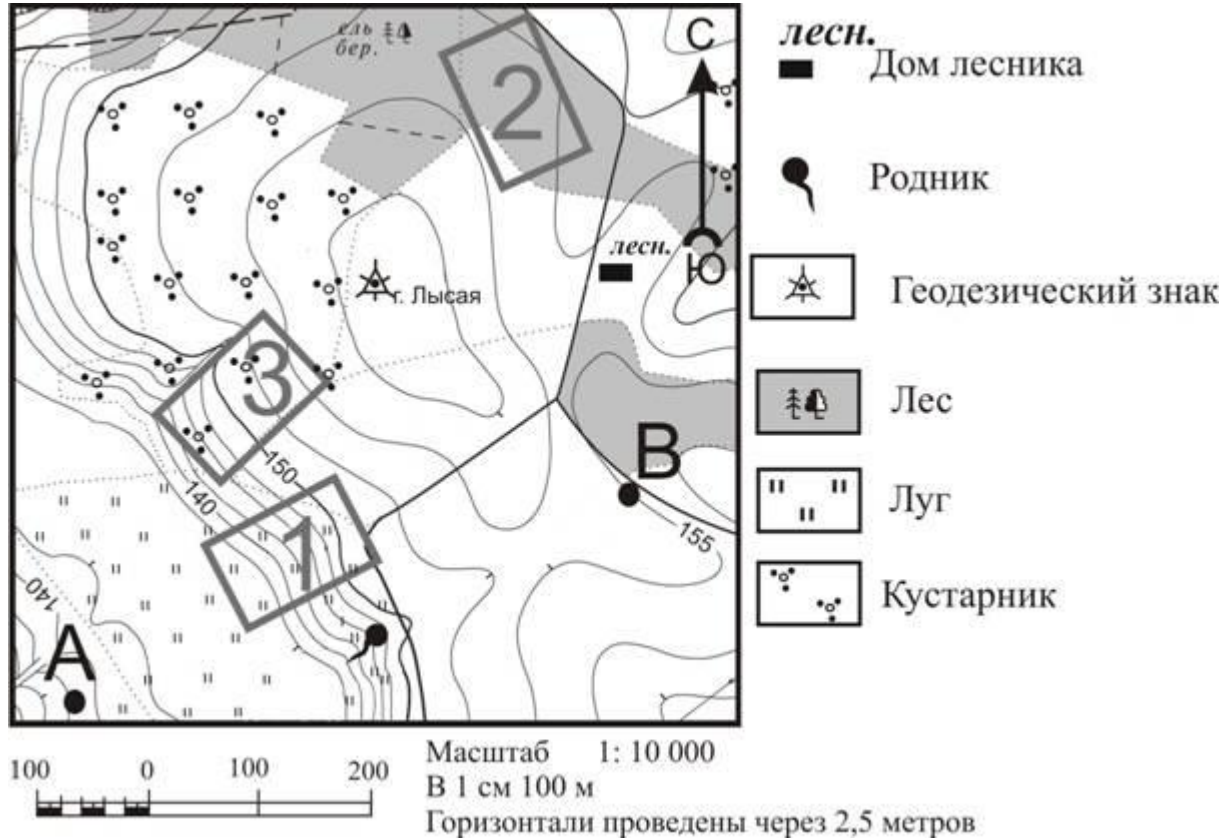 ель
бер.
2
С
Ю
лесн.
г. Лысая
3
150
140
1
В
155
140
А
лесн.
Дом лесника
Родник
Геодезический знак
Лес
Луг
Кустарник
100 0 100 200
Масштаб 1: 10 000
В 1 см 100 м
Горизонтали проведены через 2,5 метров